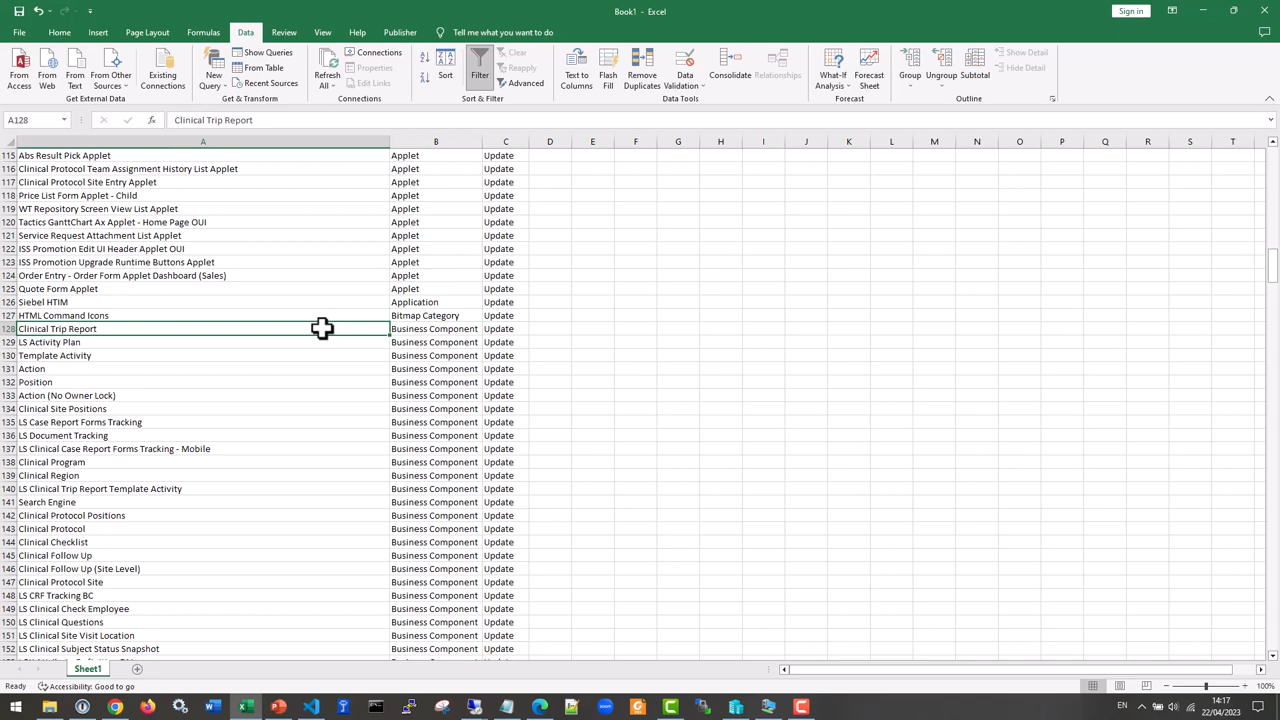 Book1 - Excel
Sign in
File Home Insert Page Layout Formulas Data Review View Help Publisher Tell me what you want to do
From Access
From Web
From Text
From Other Sources
Existing Connections
Get External Data
New Query
Show Queries
From Table
Recent Sources
Get & Transform
Refresh All
Connections
Properties
Edit Links
Connections
Sort
Filter
Clear
Reapply
Advanced
Sort & Filter
Text to Columns
Flash Fill
Remove Duplicates
Data Validation
Consolidate
Relationships
Data Tools
What-If Analysis
Forecast Sheet
Forecast
Group
Ungroup
Subtotal
Show Detail
Hide Detail
Outline
A128 fx Clinical Trip Report
A B C D E F G H I J K L M N O P Q R S T
115 Abs Result Pick Applet Applet Update
116 Clinical Protocol Team Assignment History List Applet Applet Update
117 Clinical Protocol Site Entry Applet Applet Update
118 Price List Form Applet - Child Applet Update
119 WT Repository Screen View List Applet Applet Update
120 Tactics GanttChart Ax Applet - Home Page OUI Applet Update
121 Service Request Attachment List Applet Applet Update
122 ISS Promotion Edit UI Header Applet OUI Applet Update
123 ISS Promotion Upgrade Runtime Buttons Applet Applet Update
124 Order Entry - Order Form Applet Dashboard (Sales) Applet Update
125 Quote Form Applet Applet Update
126 Siebel HTIM Application Update
127 HTML Command Icons Bitmap Category Update
128 Clinical Trip Report Business Component Update
129 LS Activity Plan Business Component Update
130 Template Activity Business Component Update
131 Action Business Component Update
132 Position Business Component Update
133 Action (No Owner Lock) Business Component Update
134 Clinical Site Positions Business Component Update
135 LS Case Report Forms Tracking Business Component Update
136 LS Document Tracking Business Component Update
137 LS Clinical Case Report Forms Tracking - Mobile Business Component Update
138 Clinical Program Business Component Update
139 Clinical Region Business Component Update
140 LS Clinical Trip Report Template Activity Business Component Update
141 Search Engine Business Component Update
142 Clinical Protocol Positions Business Component Update
143 Clinical Protocol Business Component Update
144 Clinical Checklist Business Component Update
145 Clinical Follow Up Business Component Update
146 Clinical Follow Up (Site Level) Business Component Update
147 Clinical Protocol Site Business Component Update
148 LS CRF Tracking BC Business Component Update
149 LS Clinical Check Employee Business Component Update
150 LS Clinical Questions Business Component Update
151 LS Clinical Site Visit Location Business Component Update
152 LS Clinical Subject Status Snapshot Business Component Update
Sheet1
Ready Accessibility: Good to go 100%
EN 14:17
22/04/2023